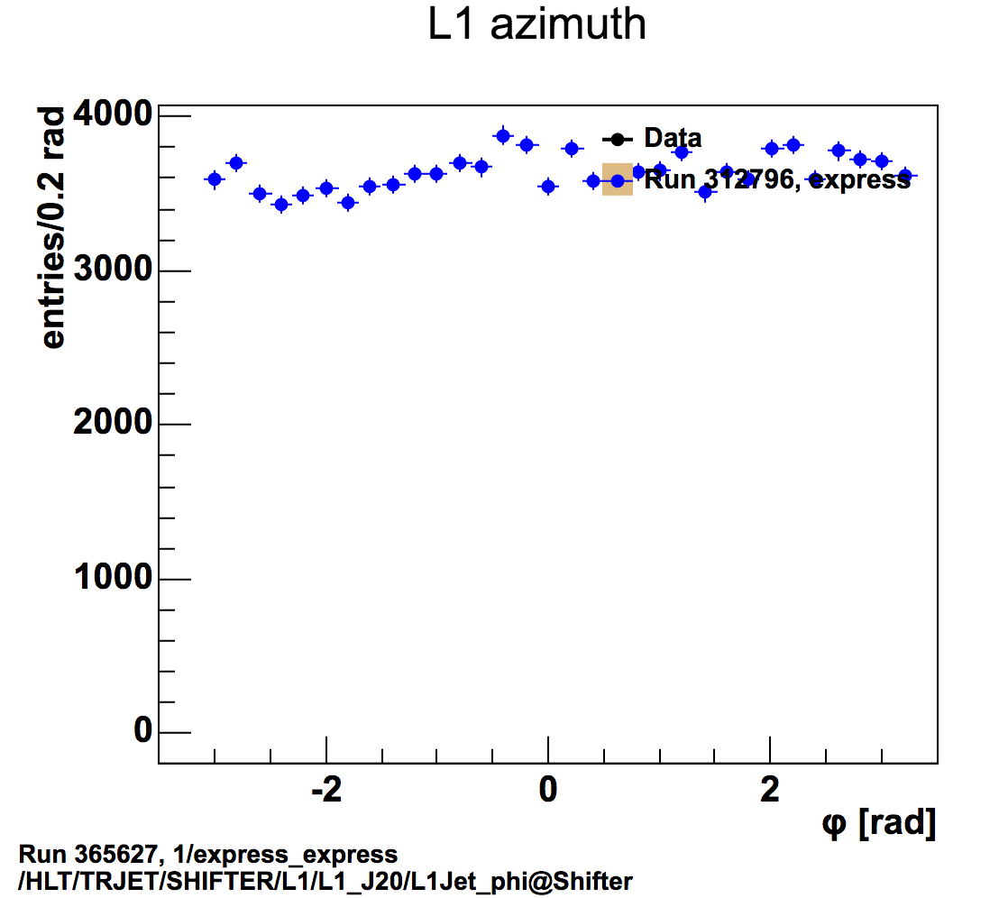 L1 azimuth
entries/0.2 rad
4000
3000
2000
1000
0
Data
Run 312796, express
-2 0 2
φ [rad]
Run 365627, 1/express_express
/HLT/TRJET/SHIFTER/L1/L1_J20/L1Jet_phi@Shifter